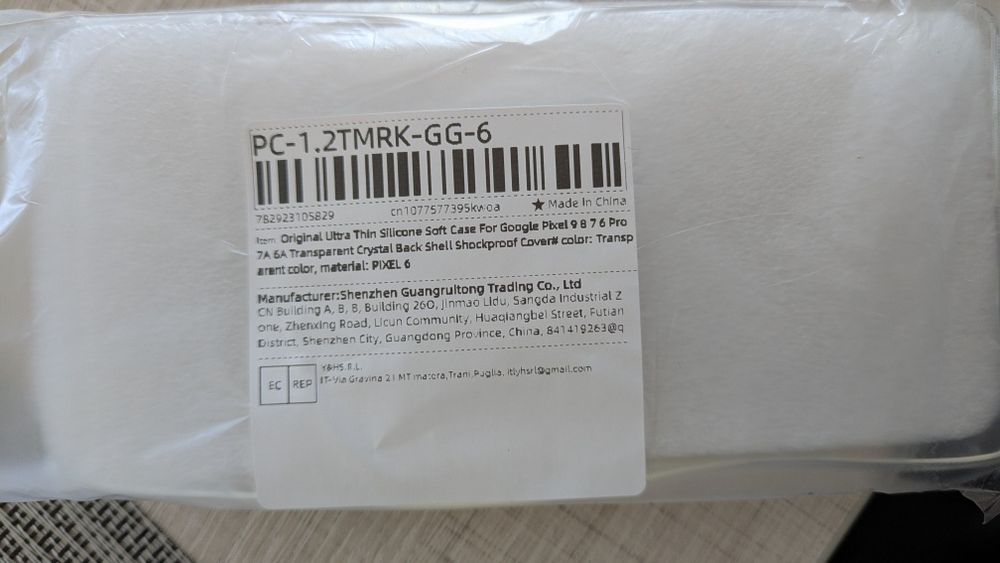 PC-1.2TMRK-GG-6
782923105829 cn1077577395kwoa ★ Made In China
Item: Original Ultra Thin Silicone Soft Case For Google Pixel 9 8 7 6 Pro
7A 6A Transparent Crystal Back Shell Shockproof Cover# color: Transp
arent color, material: PIXEL 6
Manufacturer:Shenzhen Guangruitong Trading Co., Ltd
CN Building A, B, B, Building 260, Jinmao Lidu, Sangda Industrial Z
one, Zhenxing Road, Licun Community, Huaqiangbei Street, Futian
District, Shenzhen City, Guangdong Province, China, 841419263@q
EC REP
Y&HS.R.L.
IT-Via Gravina 21 MT matera,Trani,Puglia, itlyhsrl@gmail.com